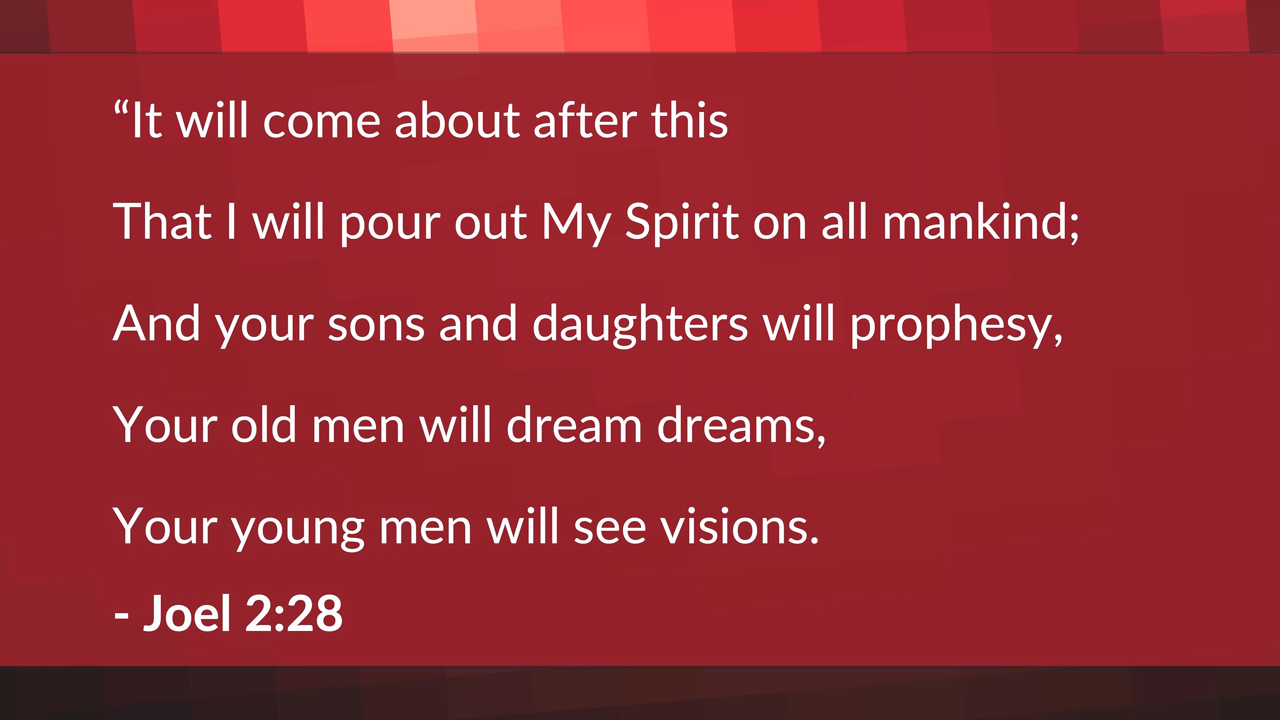 “It will come about after this
That I will pour out My Spirit on all mankind;
And your sons and daughters will prophesy,
Your old men will dream dreams,
Your young men will see visions.
- Joel 2:28